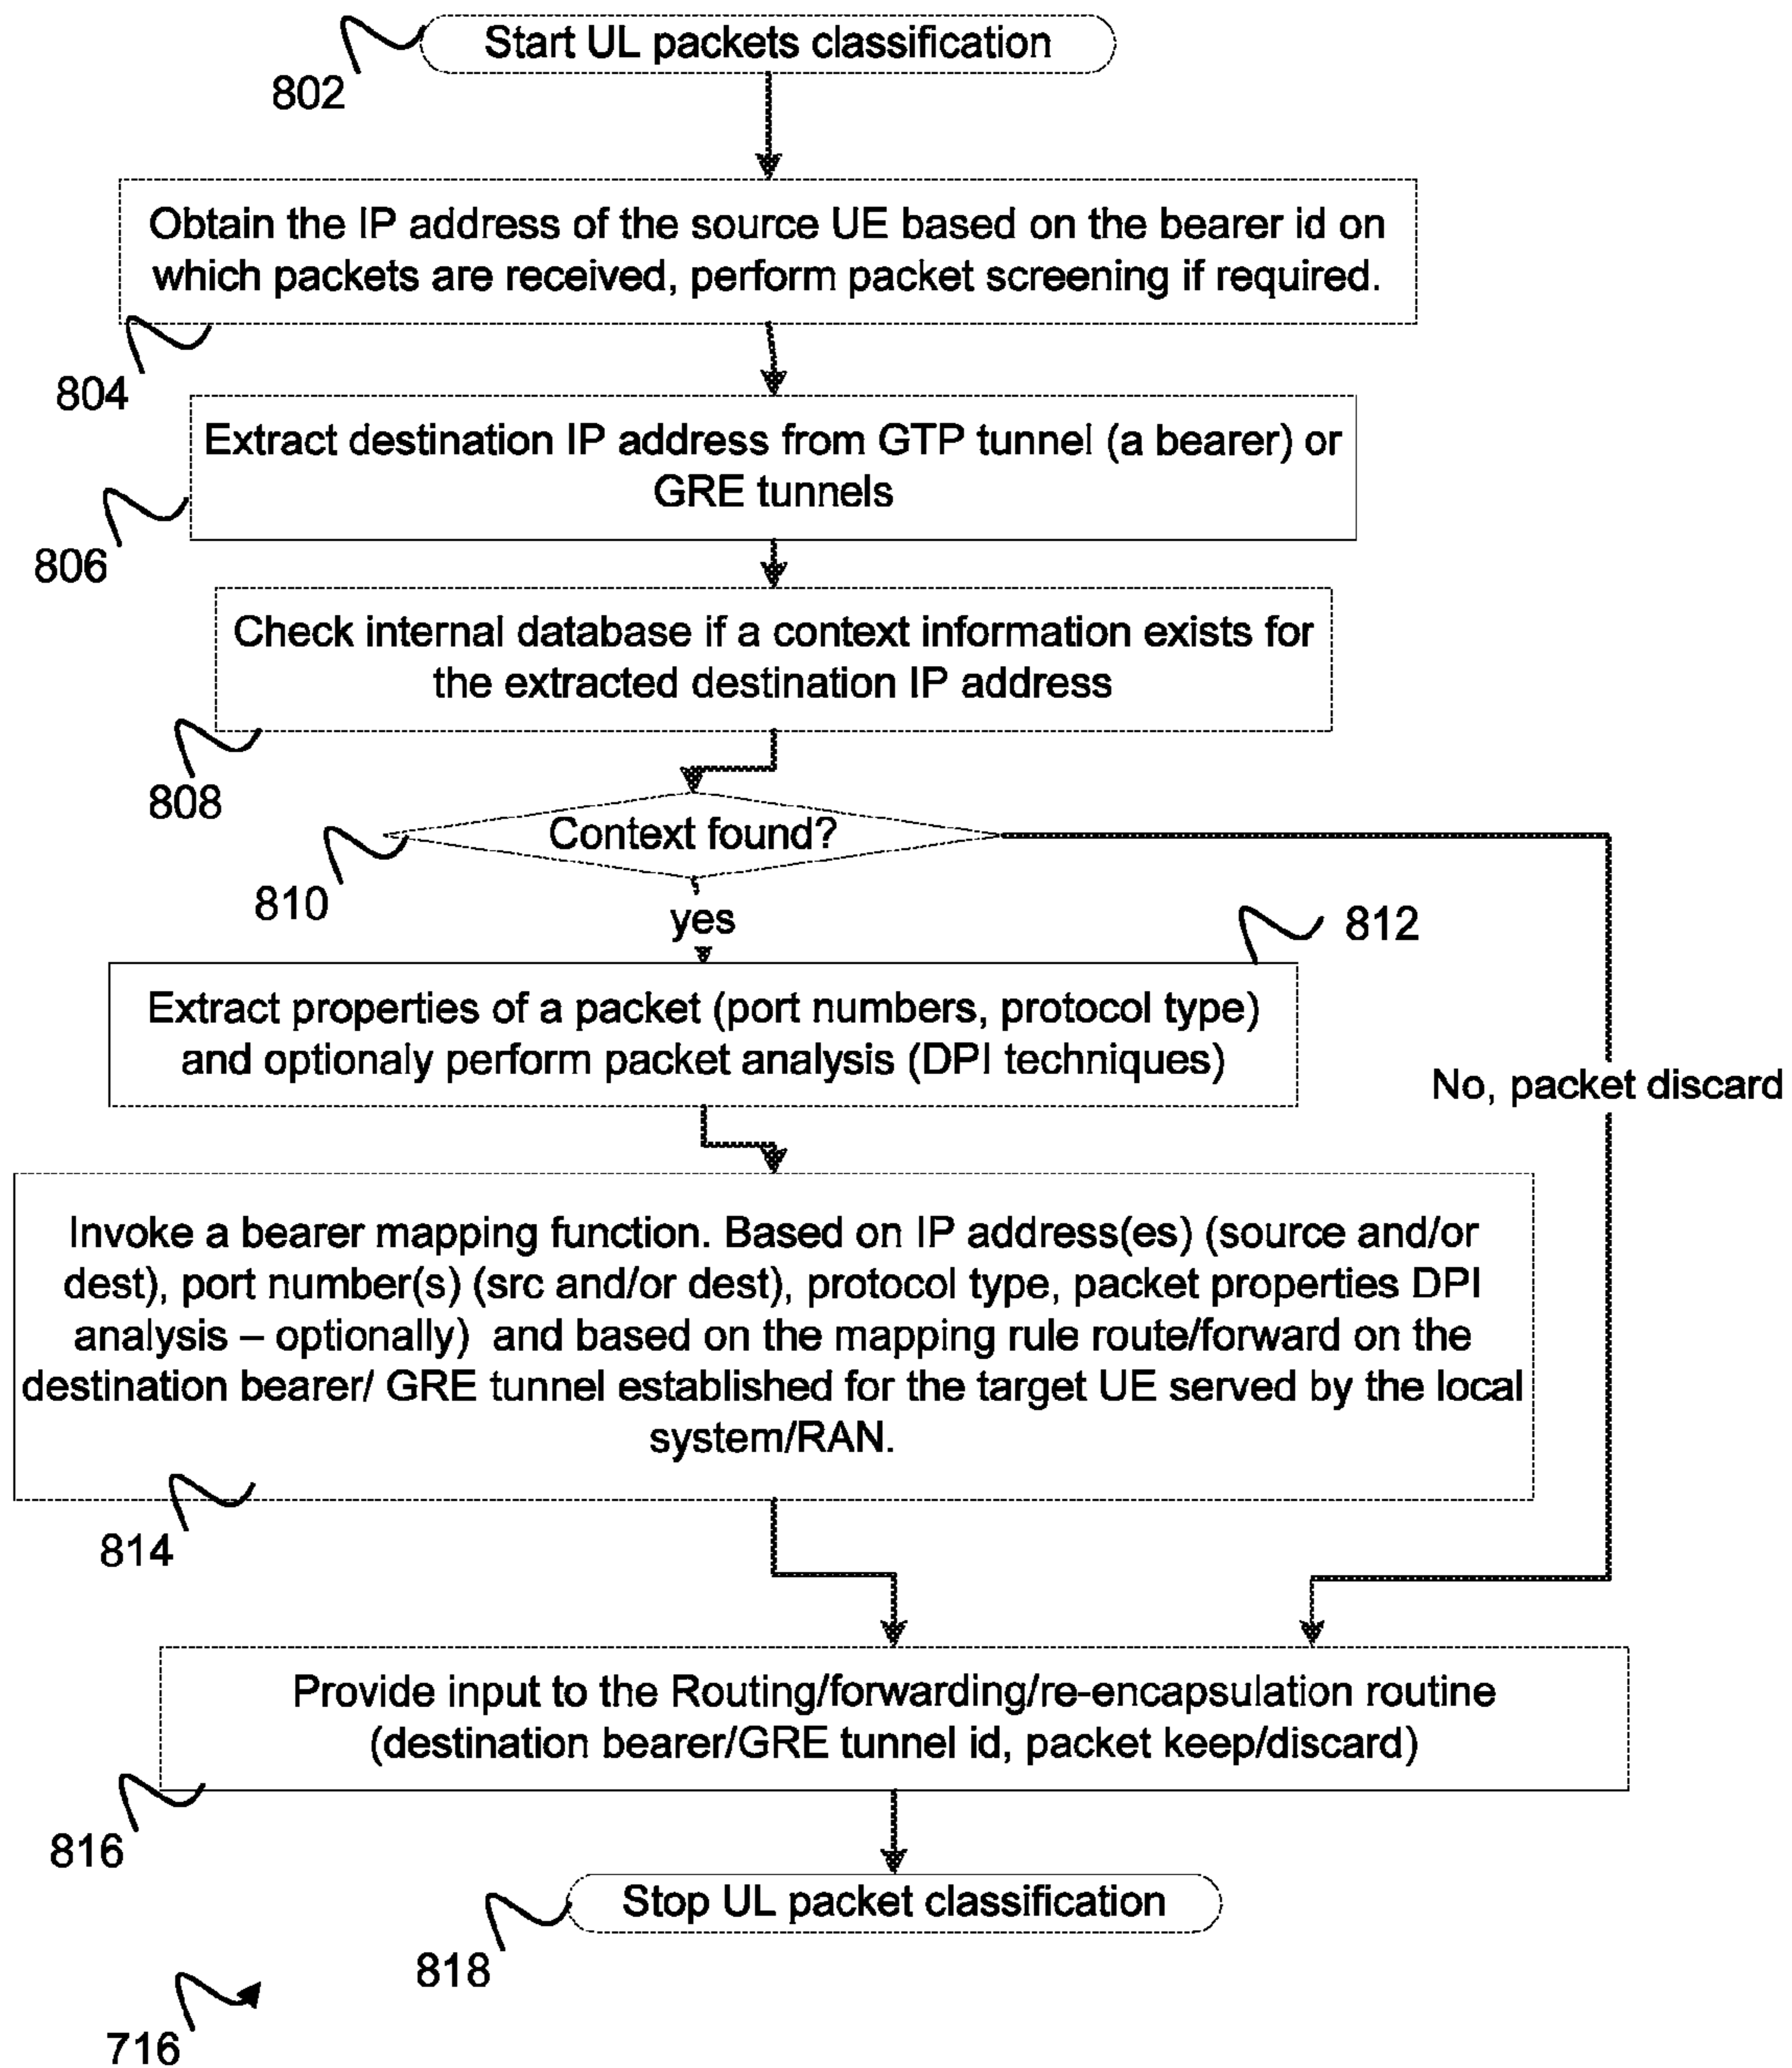 Start UL packets classification
802
Obtain the IP address of the source UE based on the bearer id on
which packets are received, perform packet screening if required.
804
Extract destination IP address from GTP tunnel (a bearer) or
GRE tunnels
806
Check internal database if a context information exists for
the extracted destination IP address
808
Context found?
810
yes
812
Extract properties of a packet (port numbers, protocol type)
and optionaly perform packet analysis (DPI techniques)
No, packet discard
Invoke a bearer mapping function. Based on IP address(es) (source and/or
dest), port number(s) (src and/or dest), protocol type, packet properties DPI
analysis – optionally) and based on the mapping rule route/forward on the
destination bearer/ GRE tunnel established for the target UE served by the local
system/RAN.
814
Provide input to the Routing/forwarding/re-encapsulation routine
(destination bearer/GRE tunnel id, packet keep/discard)
816
Stop UL packet classification
818
716